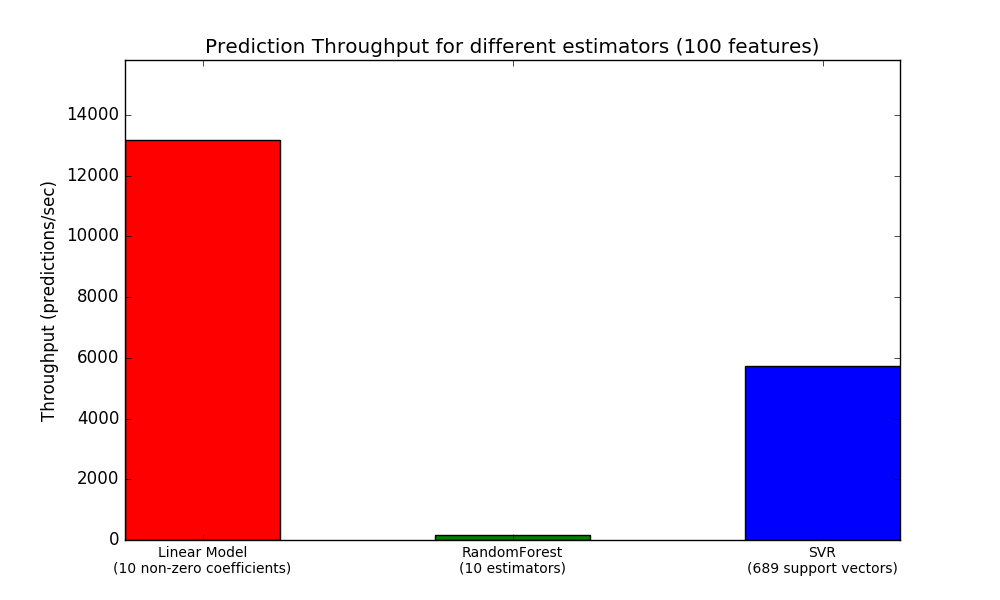 Prediction Throughput for different estimators (100 features)
Throughput (predictions/sec)
14000
12000
10000
8000
6000
4000
2000
0
Linear Model
(10 non-zero coefficients)
RandomForest
(10 estimators)
SVR
(689 support vectors)